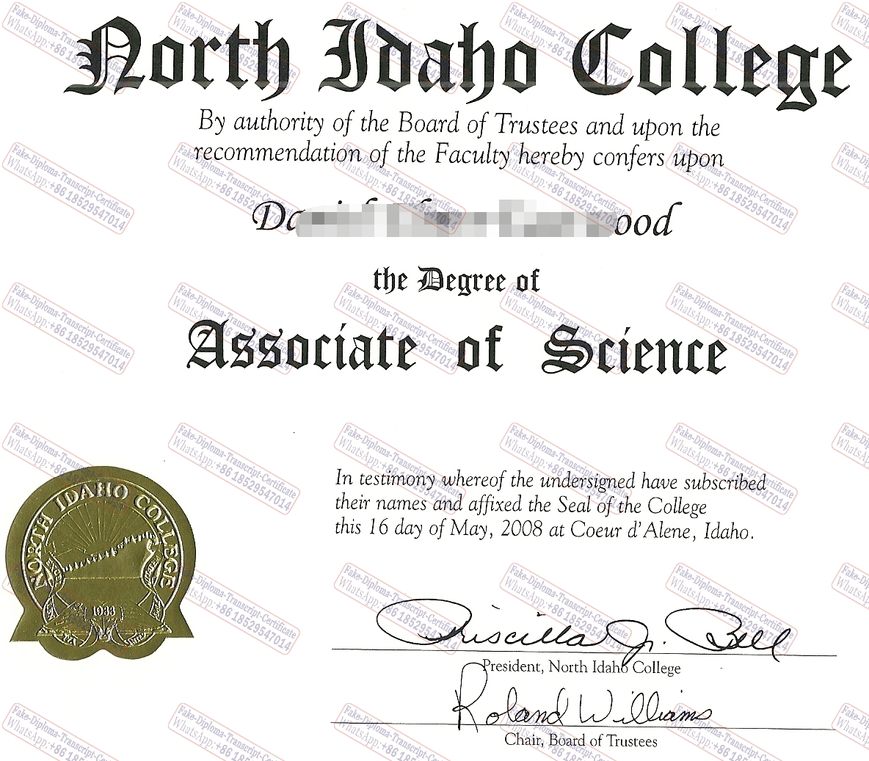 North Idaho College
By authority of the Board of Trustees and upon the
recommendation of the Faculty hereby confers upon
ood
the Degree of
Associate of Science
In testimony whereof the undersigned have subscribed
their names and affixed the Seal of the College
this 16 day of May, 2008 at Coeur d'Alene, Idaho.
NORTH IDAHO COLLEGE
1933
Priscilla J. Bell
President, North Idaho College
Roland Williams
Chair, Board of Trustees
Fake-Diploma-Transcript-Certificate
WhatsApp:+86 18529547014